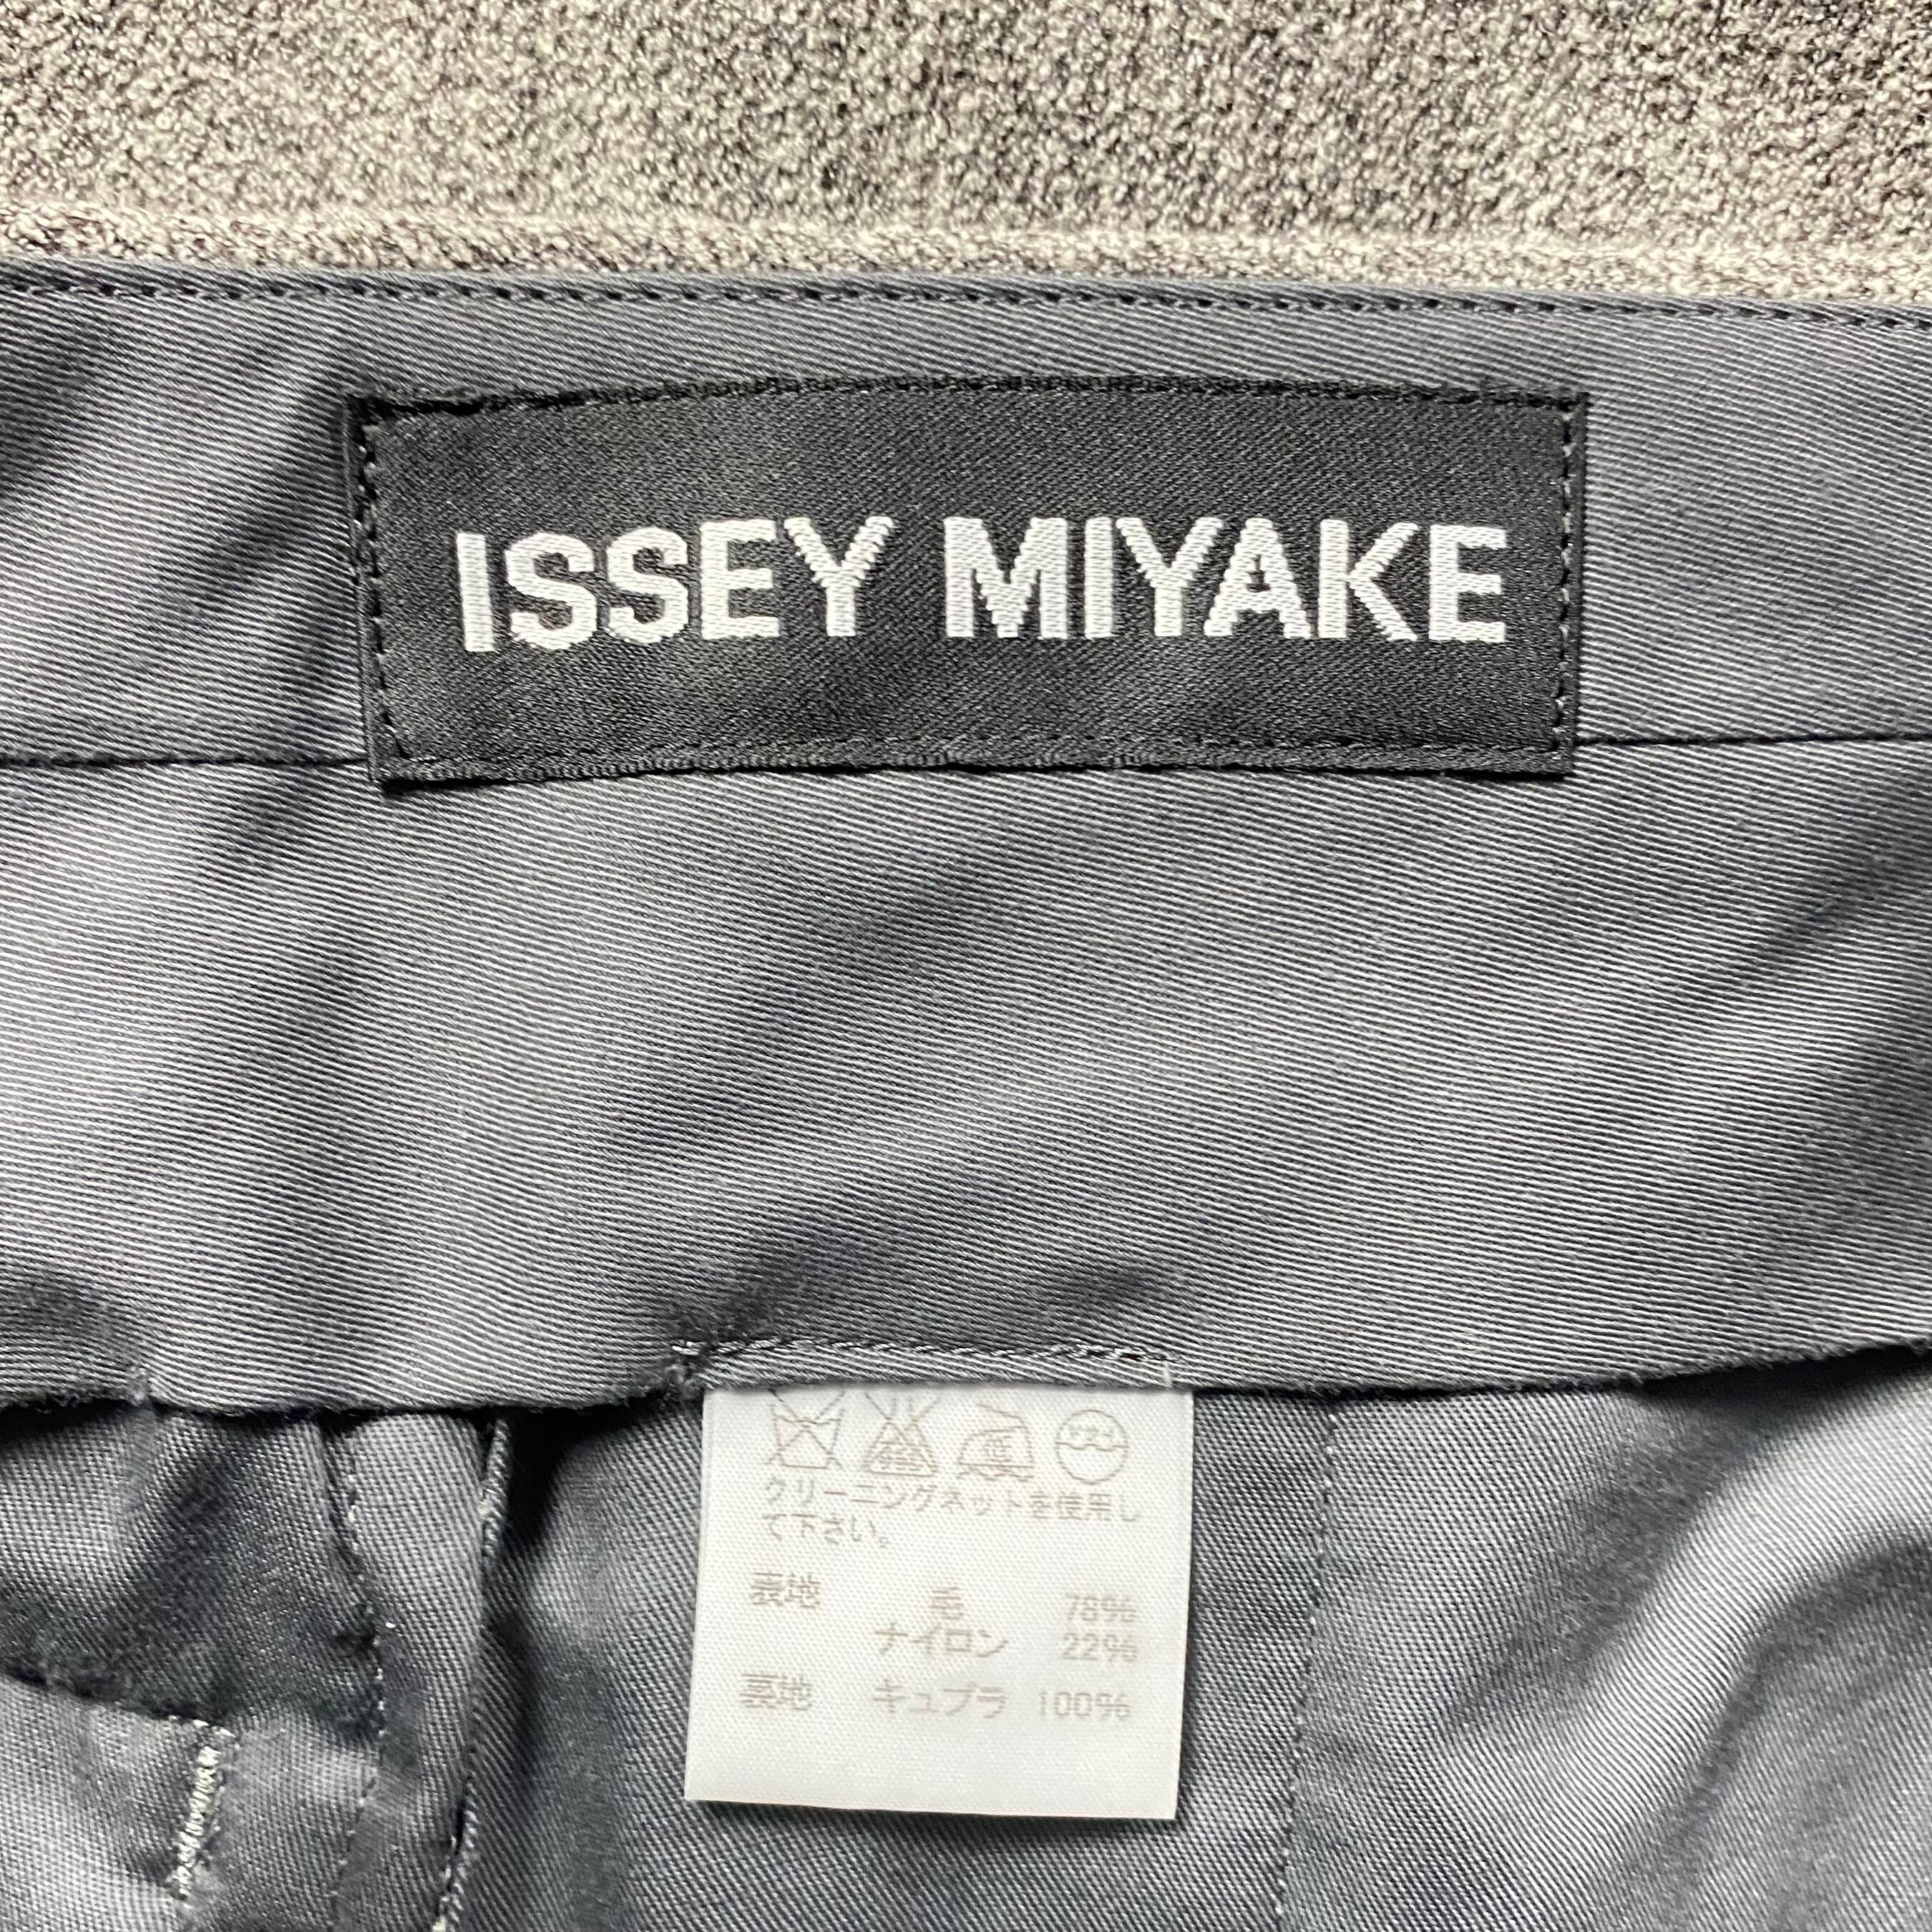 ISSEY MIYAKE
クリーニングネットを使用し
て下さい。
表地 毛 78%
ナイロン 22%
裏地 キュプラ 100%